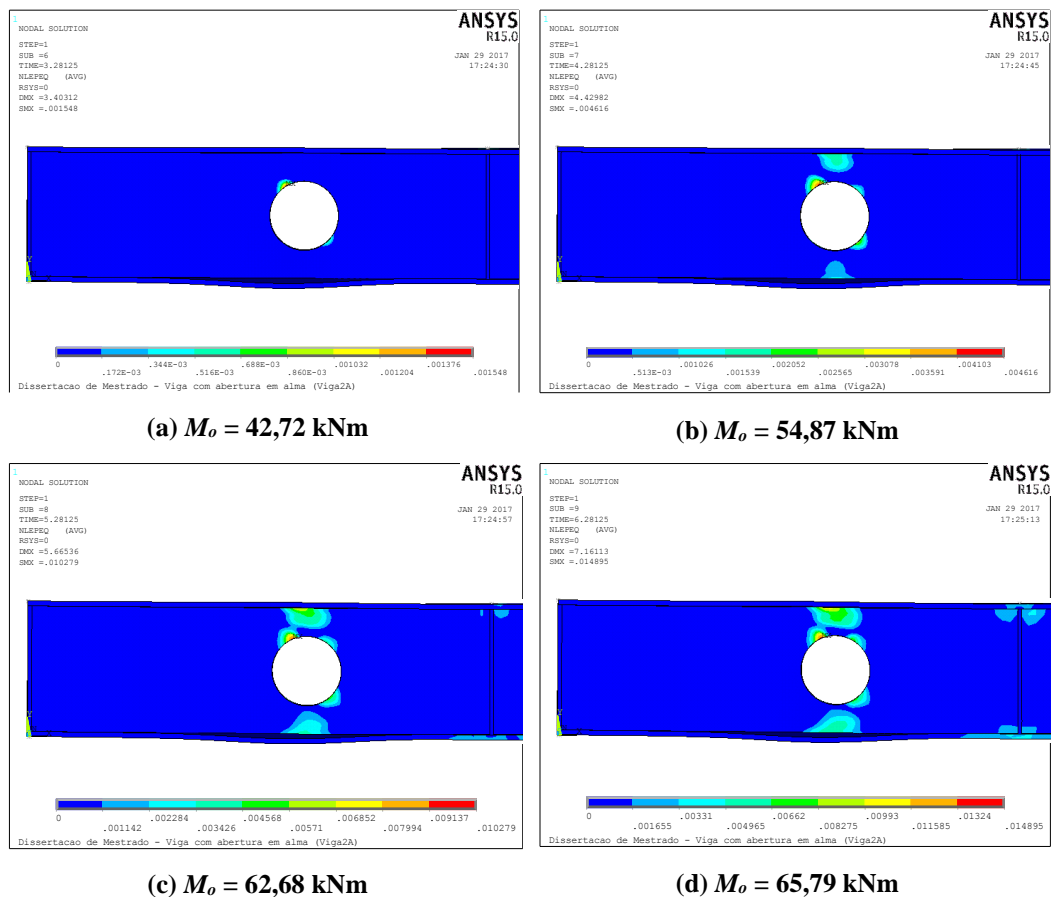 1
NODAL SOLUTION
STEP=1
SUB =6
TIME=3.28125
NLEPEQ (AVG)
RSYS=0
DMX =3.40312
SMX =.001548
ANSYS
R15.0
JAN 29 2017
17:24:30
MX
Y
0 .344E-03 .688E-03 .001032 .001376
.172E-03 .516E-03 .860E-03 .001204 .001548
Dissertacao de Mestrado - Viga com abertura em alma (Viga2A)
(a) Mo = 42,72 kNm
1
NODAL SOLUTION
STEP=1
SUB =7
TIME=4.28125
NLEPEQ (AVG)
RSYS=0
DMX =4.42982
SMX =.004616
ANSYS
R15.0
JAN 29 2017
17:24:45
MX
Y
0 .001026 .002052 .003078 .004103
.513E-03 .001539 .002565 .003591 .004616
Dissertacao de Mestrado - Viga com abertura em alma (Viga2A)
(b) Mo = 54,87 kNm
1
NODAL SOLUTION
STEP=1
SUB =8
TIME=5.28125
NLEPEQ (AVG)
RSYS=0
DMX =5.66536
SMX =.010279
ANSYS
R15.0
JAN 29 2017
17:24:57
MX
Y
0 .002284 .004568 .006852 .009137
.001142 .003426 .00571 .007994 .010279
Dissertacao de Mestrado - Viga com abertura em alma (Viga2A)
(c) Mo = 62,68 kNm
1
NODAL SOLUTION
STEP=1
SUB =9
TIME=6.28125
NLEPEQ (AVG)
RSYS=0
DMX =7.16113
SMX =.014895
ANSYS
R15.0
JAN 29 2017
17:25:13
MX
Y
0 .00331 .00662 .00993 .01324
.001655 .004965 .008275 .011585 .014895
Dissertacao de Mestrado - Viga com abertura em alma (Viga2A)
(d) Mo = 65,79 kNm